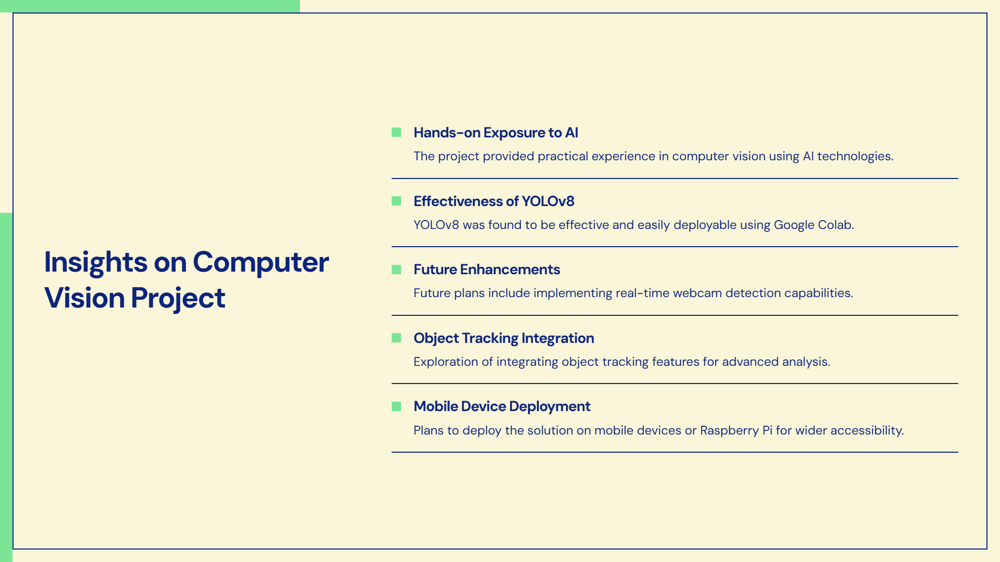 Insights on Computer
Vision Project
Hands-on Exposure to AI
The project provided practical experience in computer vision using AI technologies.
Effectiveness of YOLOv8
YOLOv8 was found to be effective and easily deployable using Google Colab.
Future Enhancements
Future plans include implementing real-time webcam detection capabilities.
Object Tracking Integration
Exploration of integrating object tracking features for advanced analysis.
Mobile Device Deployment
Plans to deploy the solution on mobile devices or Raspberry Pi for wider accessibility.